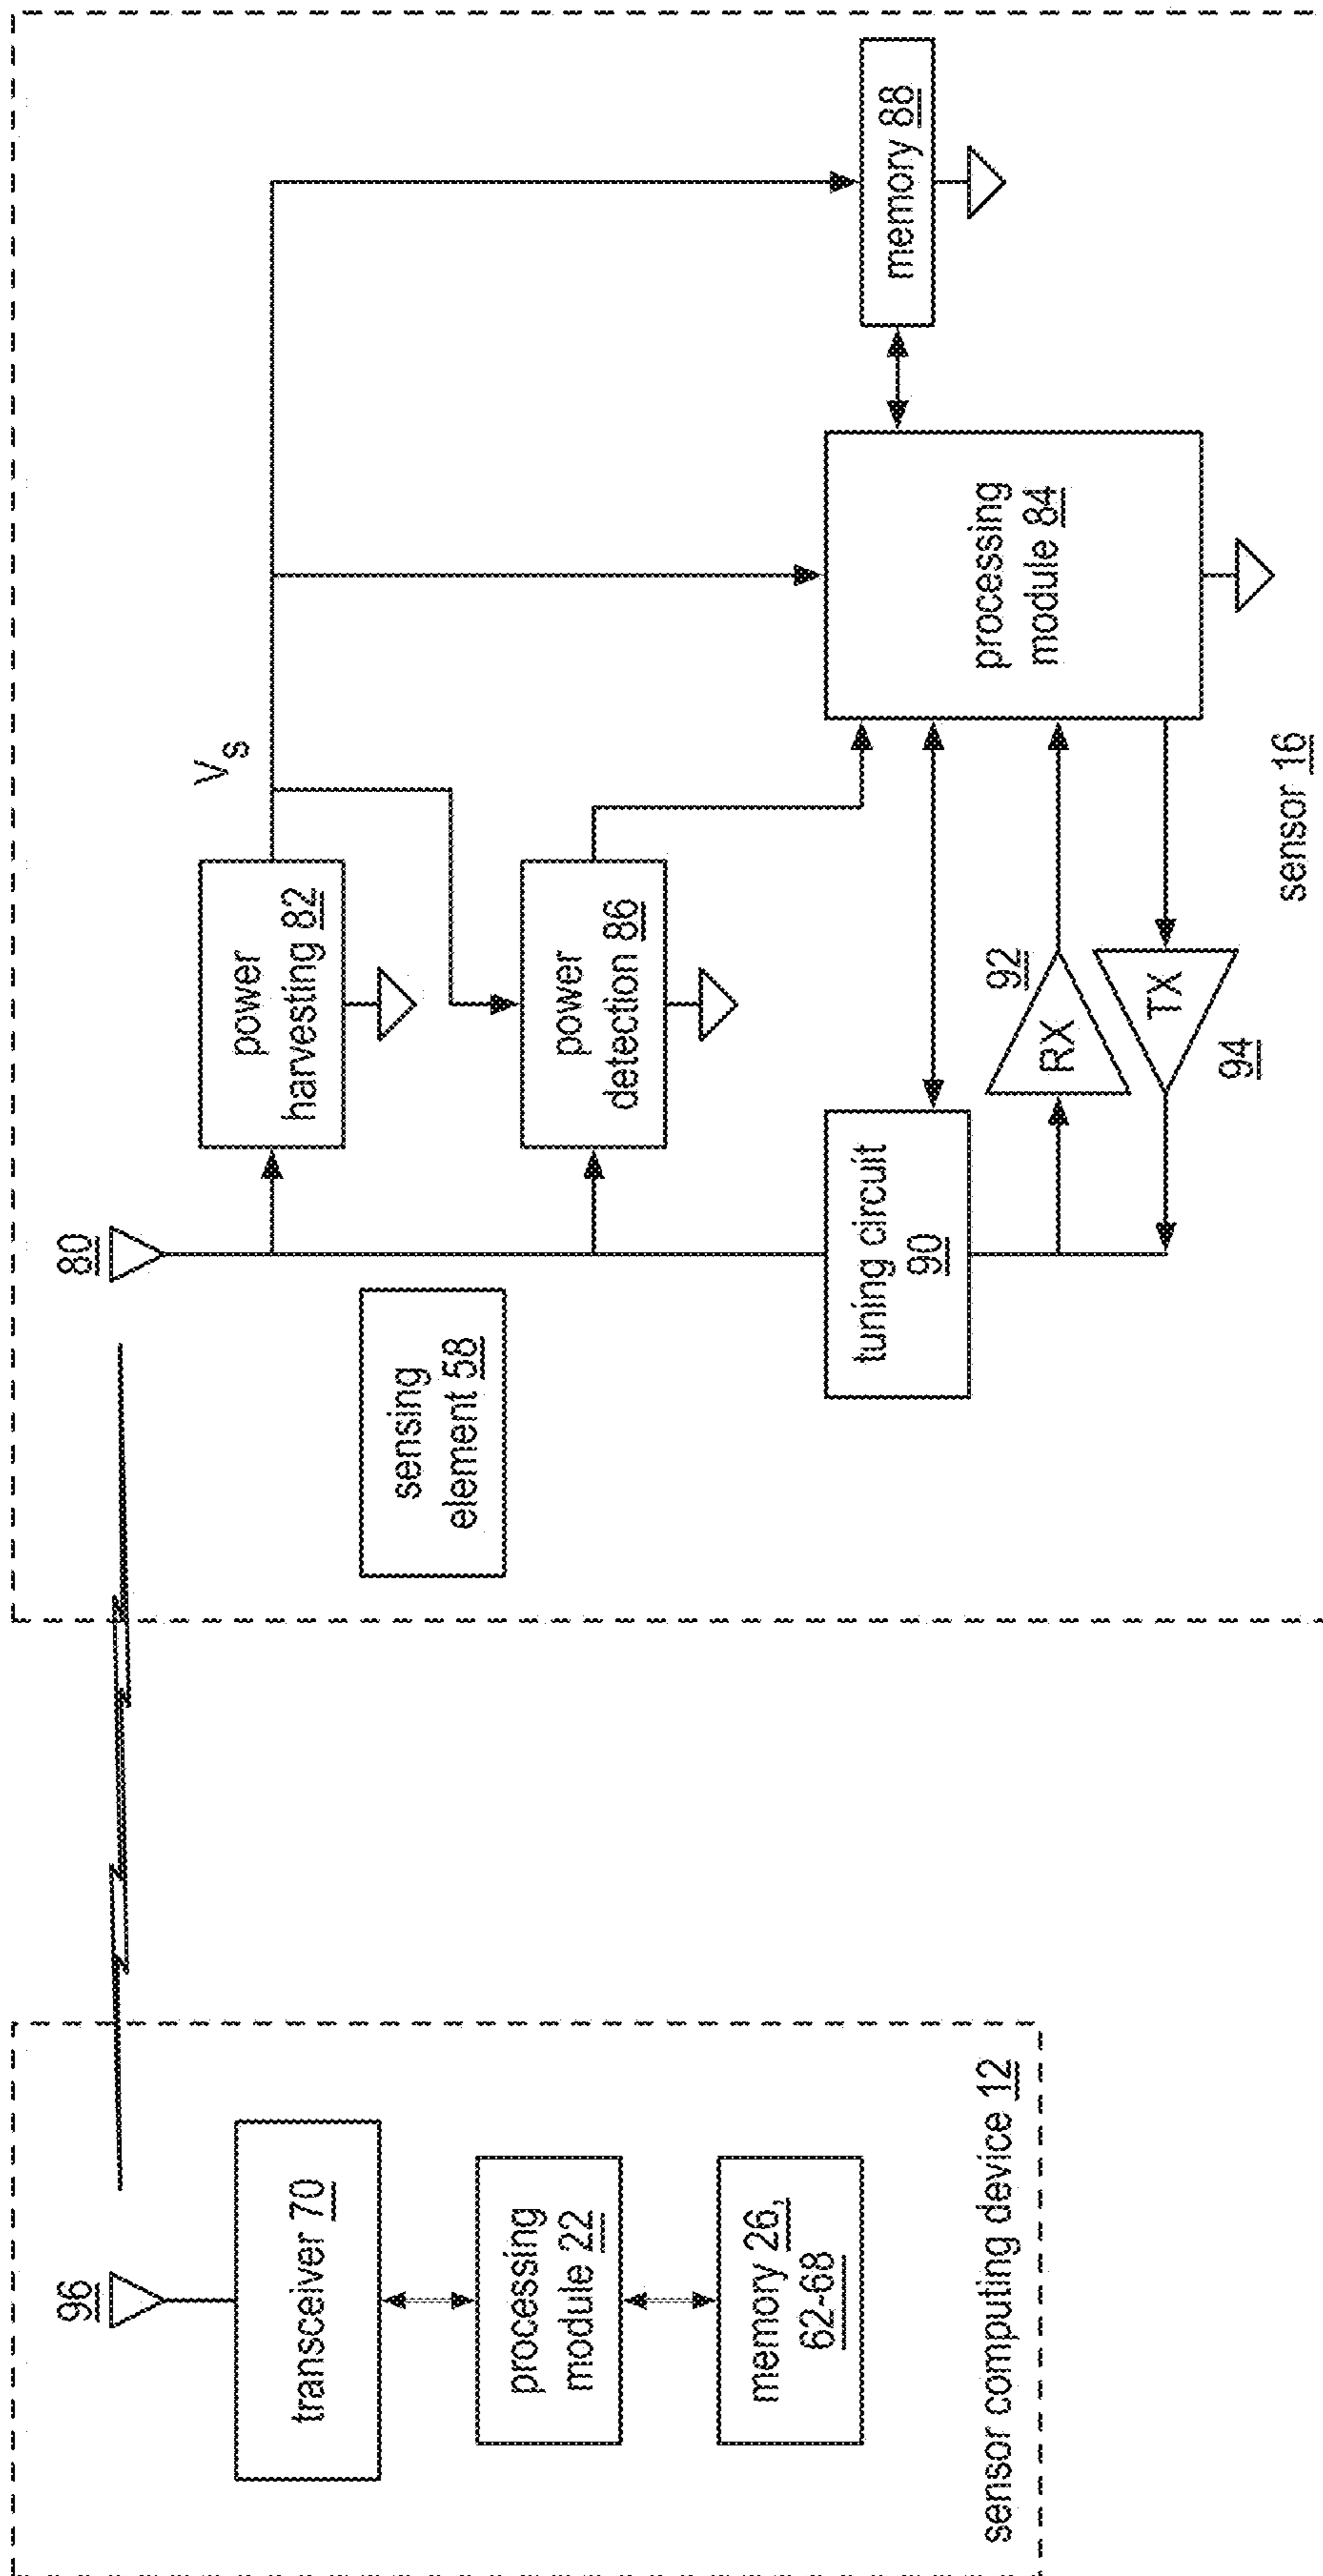 96
transceiver 70
processing
module 22
memory 26,
62-68
sensor computing device 12
80
sensing
element 58
power
harvesting 82
Vs
power
detection 86
tuning circuit
90
RX
92
TX
94
processing
module 84
memory 88
sensor 16